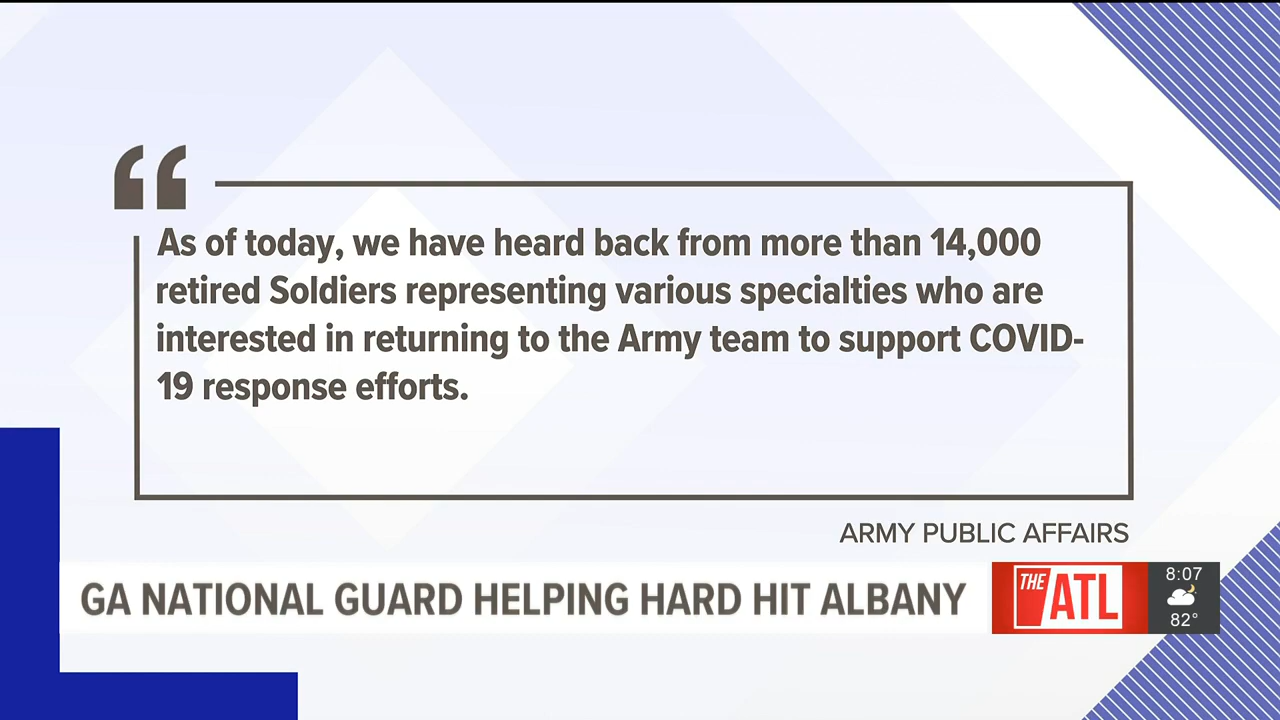 “
As of today, we have heard back from more than 14,000
retired Soldiers representing various specialties who are
interested in returning to the Army team to support COVID-
19 response efforts.
ARMY PUBLIC AFFAIRS
GA NATIONAL GUARD HELPING HARD HIT ALBANY
THE ATL
8:07
82°